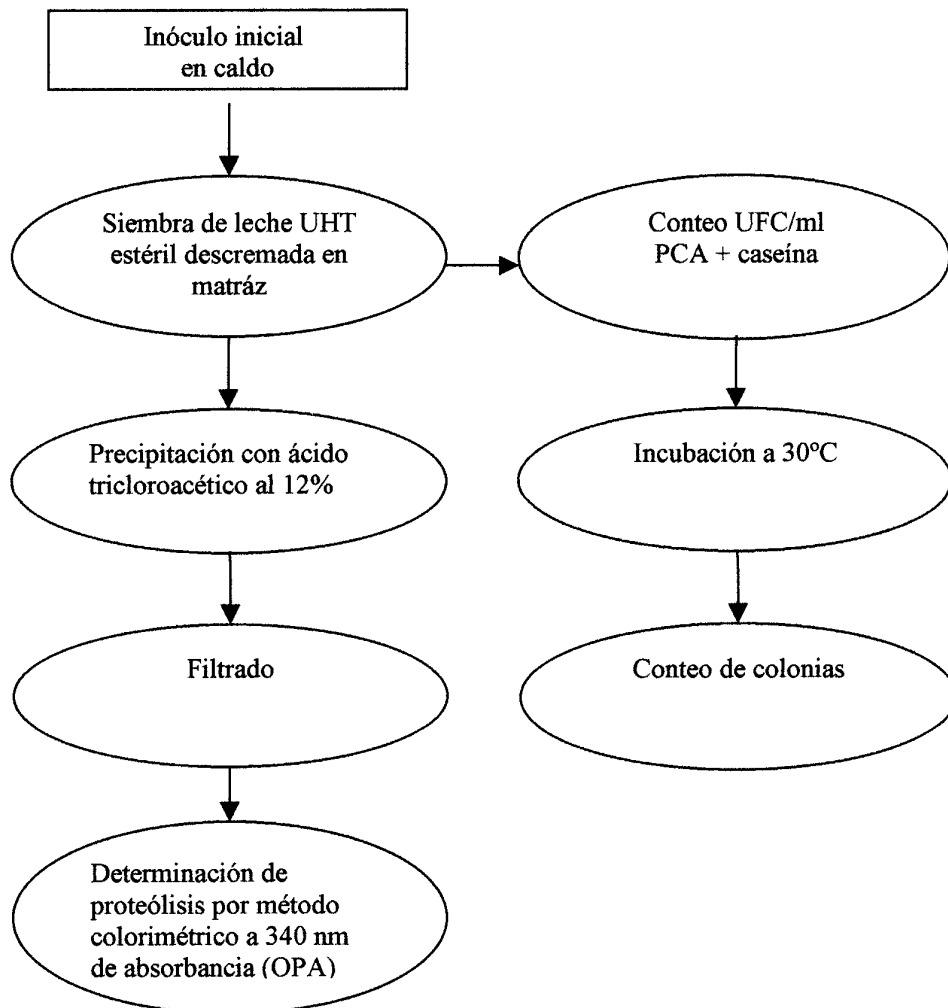 Inóculo inicial
en caldo
Siembra de leche UHT
estéril descremada en
matráz
Conteo UFC/ml
PCA + caseína
Precipitación con ácido
tricloroacético al 12%
Incubación a 30ºC
Filtrado
Conteo de colonias
Determinación de
proteólisis por método
colorimétrico a 340 nm
de absorbancia (OPA)